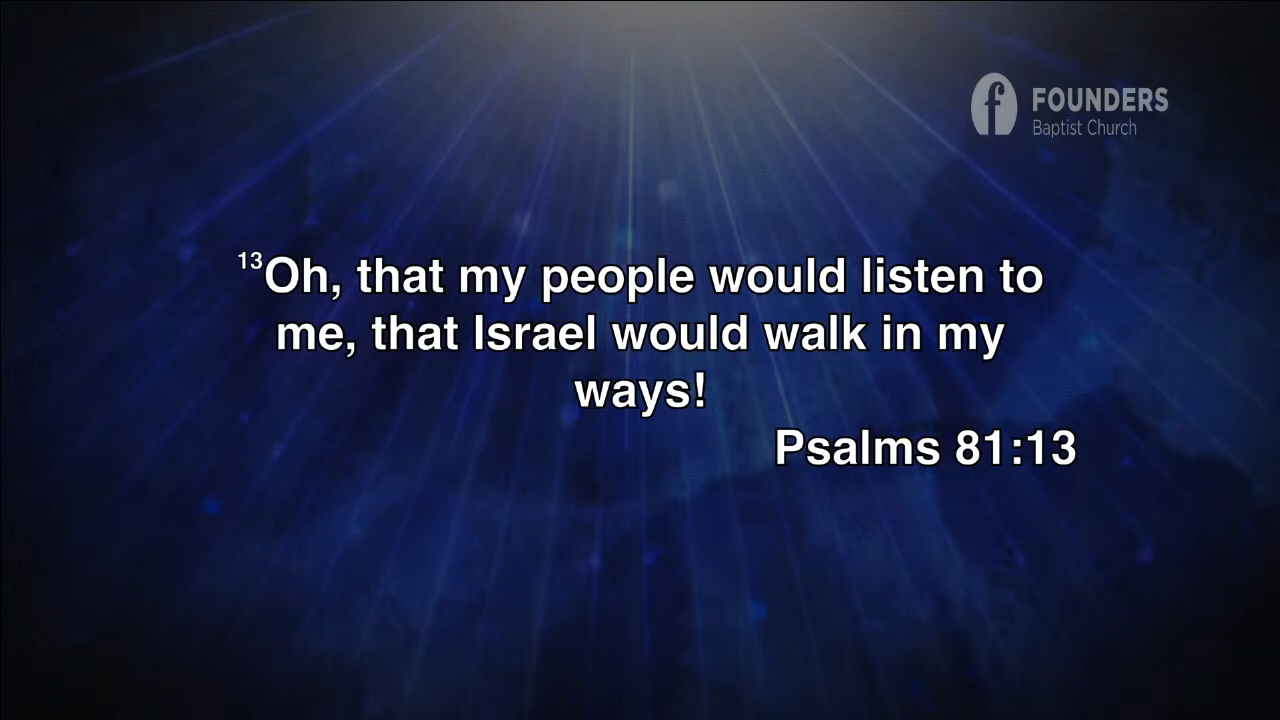 FOUNDERS
Baptist Church
13Oh, that my people would listen to
me, that Israel would walk in my
ways!
Psalms 81:13